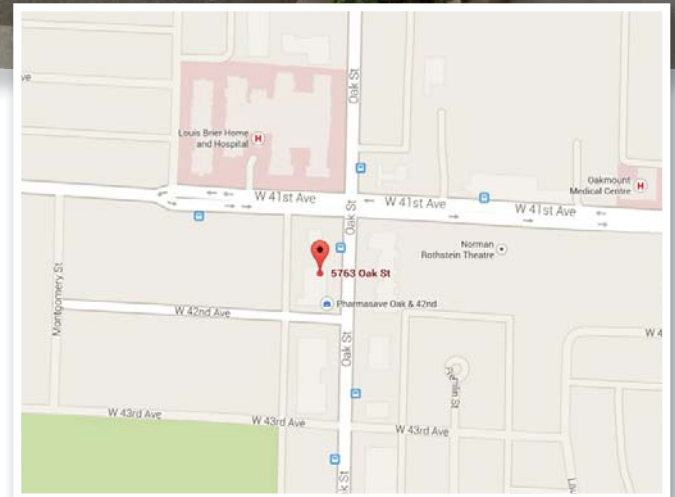 Oak St
Louis Brier Home
and Hospital
H
Oakmount
Medical Centre
H
W 41st Ave
W 41st Ave
W 41st Ave
Oak St
Norman
Rothstein Theatre
5763 Oak St
Montgomery St
Pharmasave Oak & 42nd
W 42nd Ave
Oak St
W 4
W 43rd Ave
W 43rd Ave
W 43rd Ave
k St